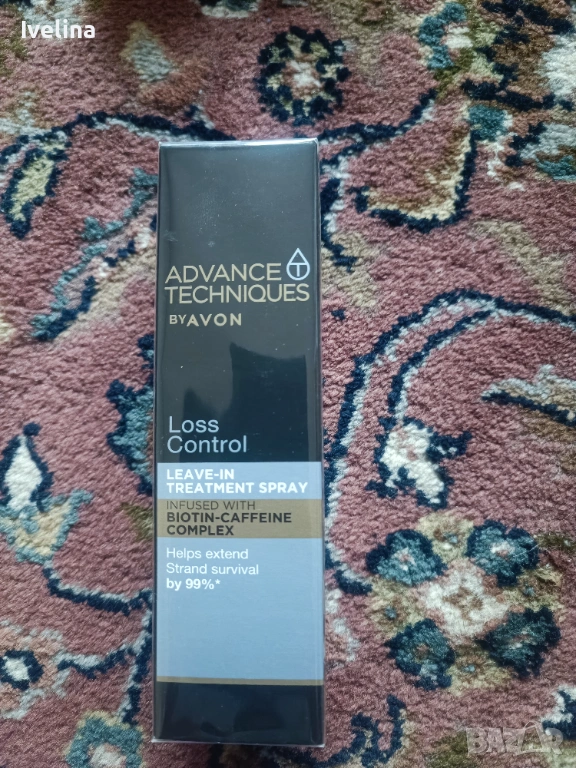 Ivelina
ADVANCE T
TECHNIQUES
BY AVON
Loss
Control
LEAVE-IN
TREATMENT SPRAY
INFUSED WITH
BIOTIN-CAFFEINE
COMPLEX
Helps extend
Strand survival
by 99%*
BAZAR